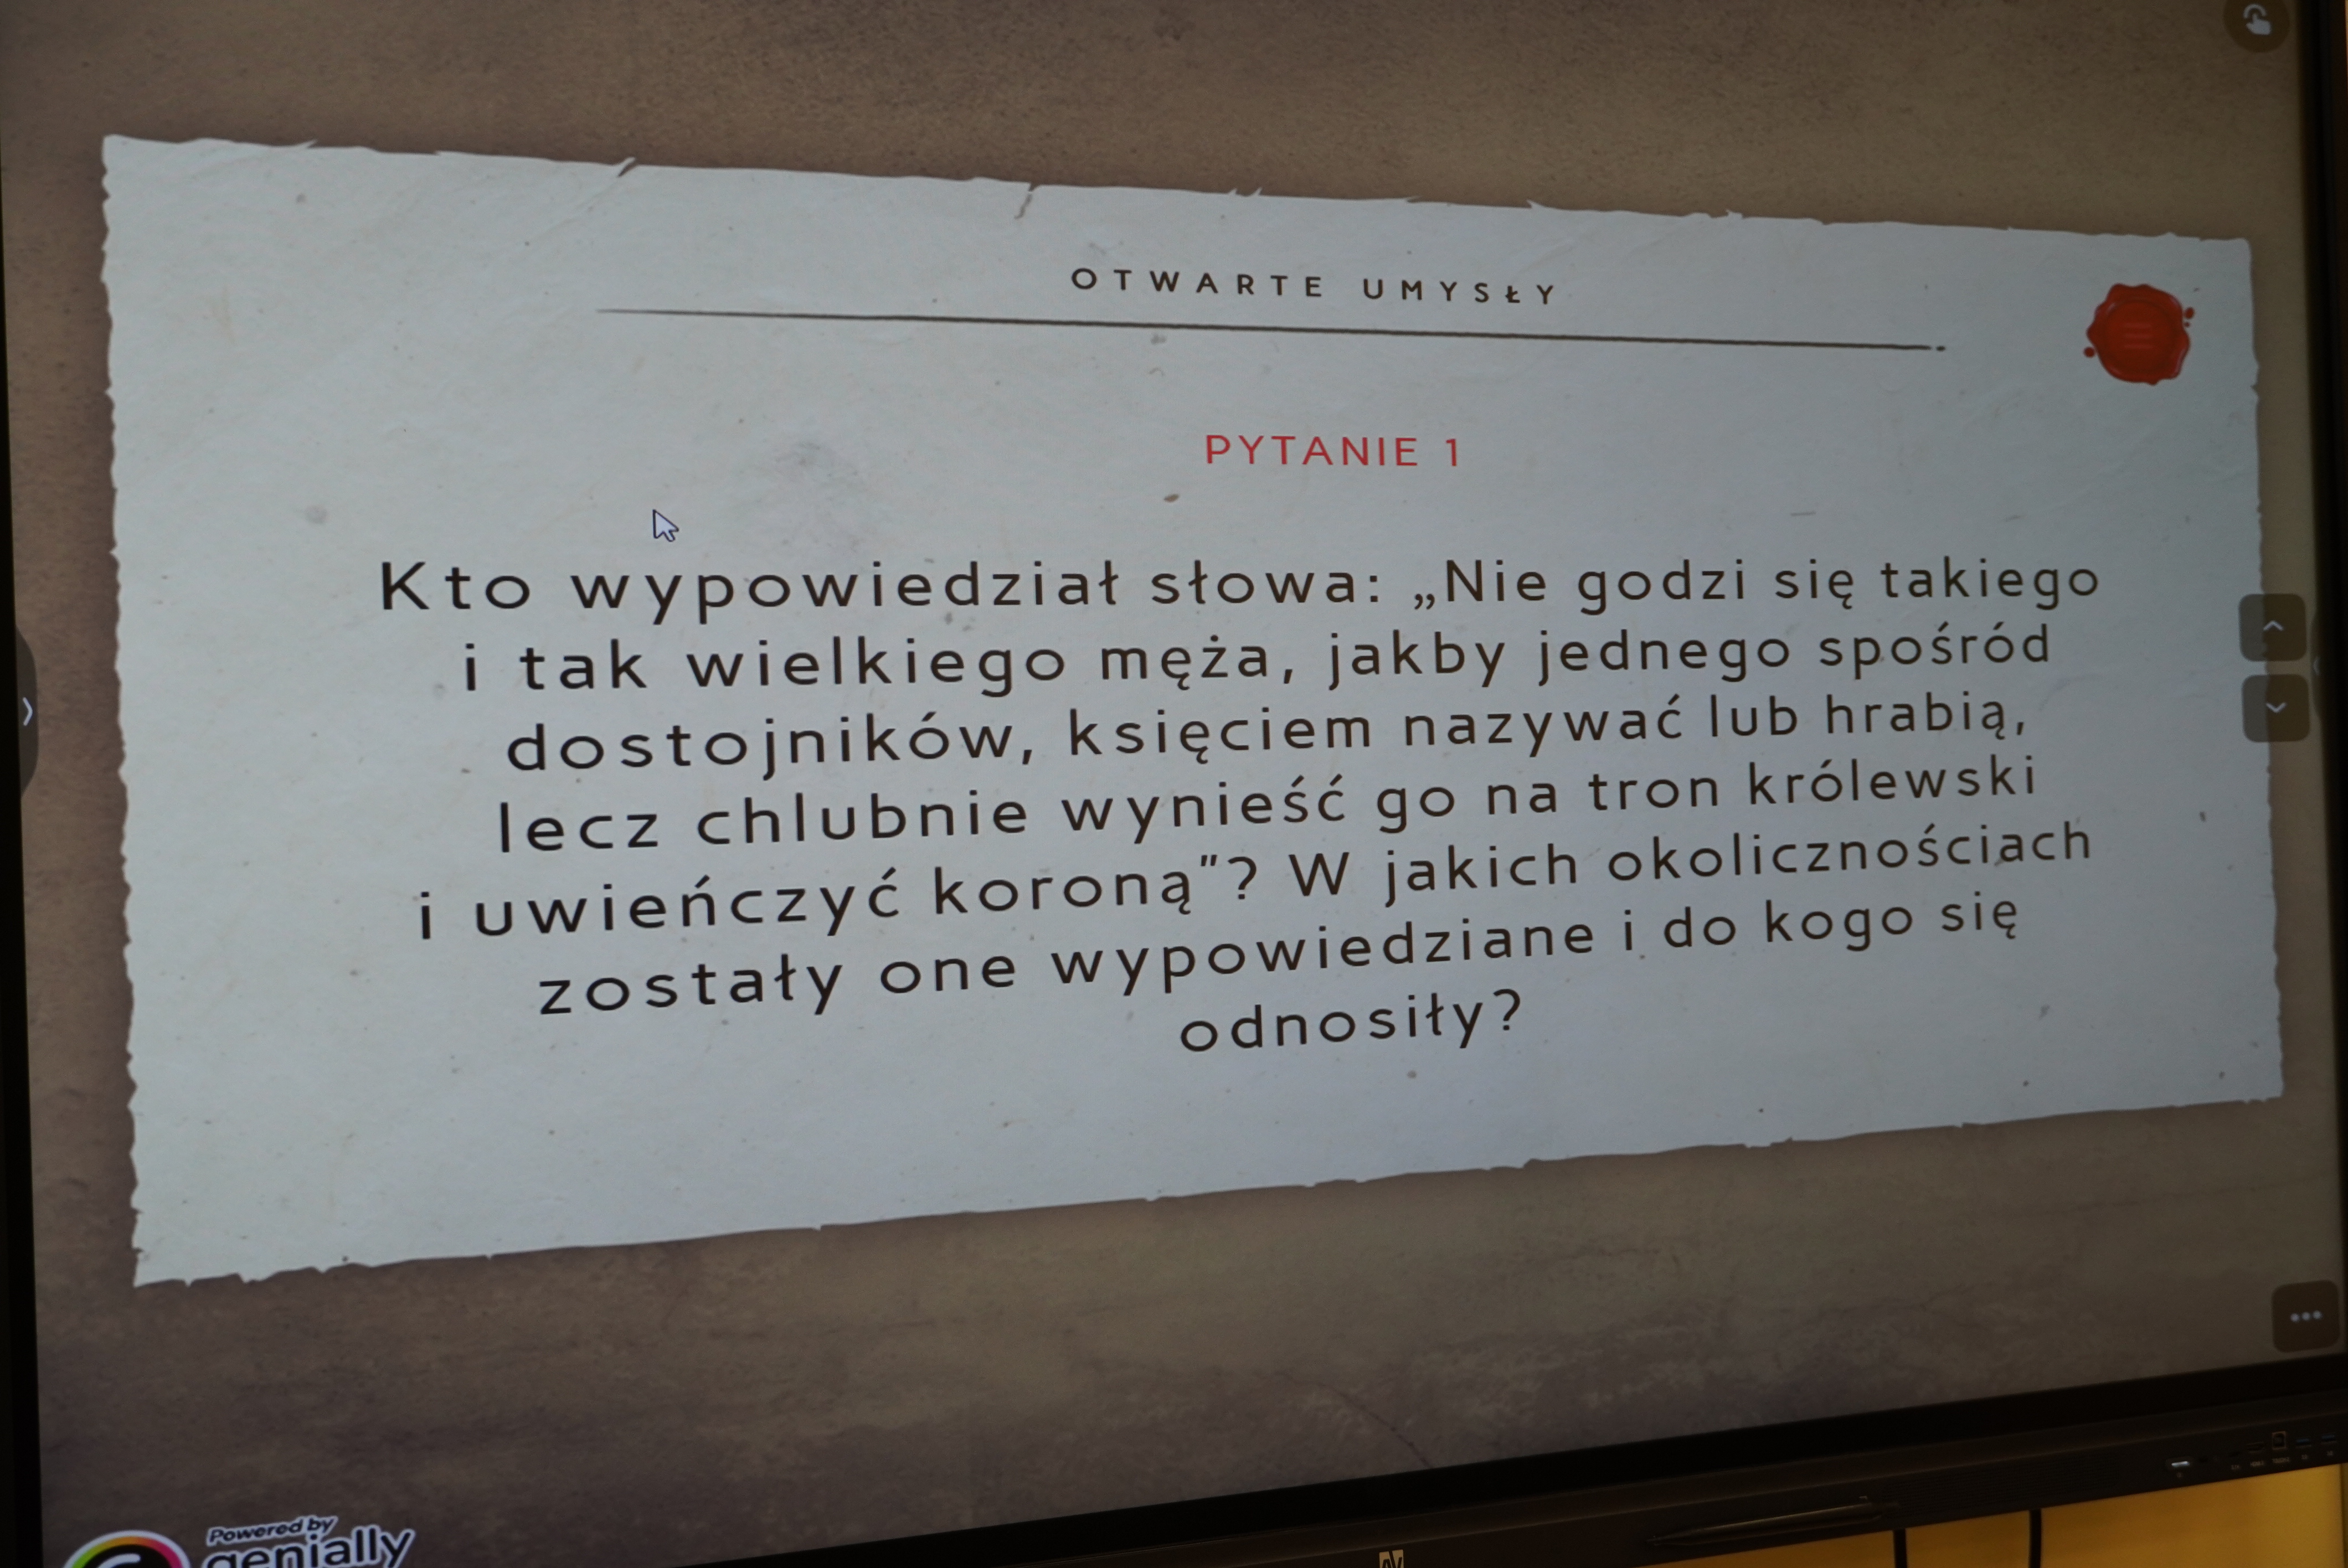 OTWARTE UMYSŁY
PYTANIE 1
Kto wypowiedział słowa: „Nie godzi się takiego
i tak wielkiego męża, jakby jednego spośród
dostojników, księciem nazywać lub hrabią,
lecz chlubnie wynieść go na tron królewski
i uwieńczyć koroną"? W jakich okolicznościach
zostały one wypowiedziane i do kogo się
odnosiły?
Powered by
genially